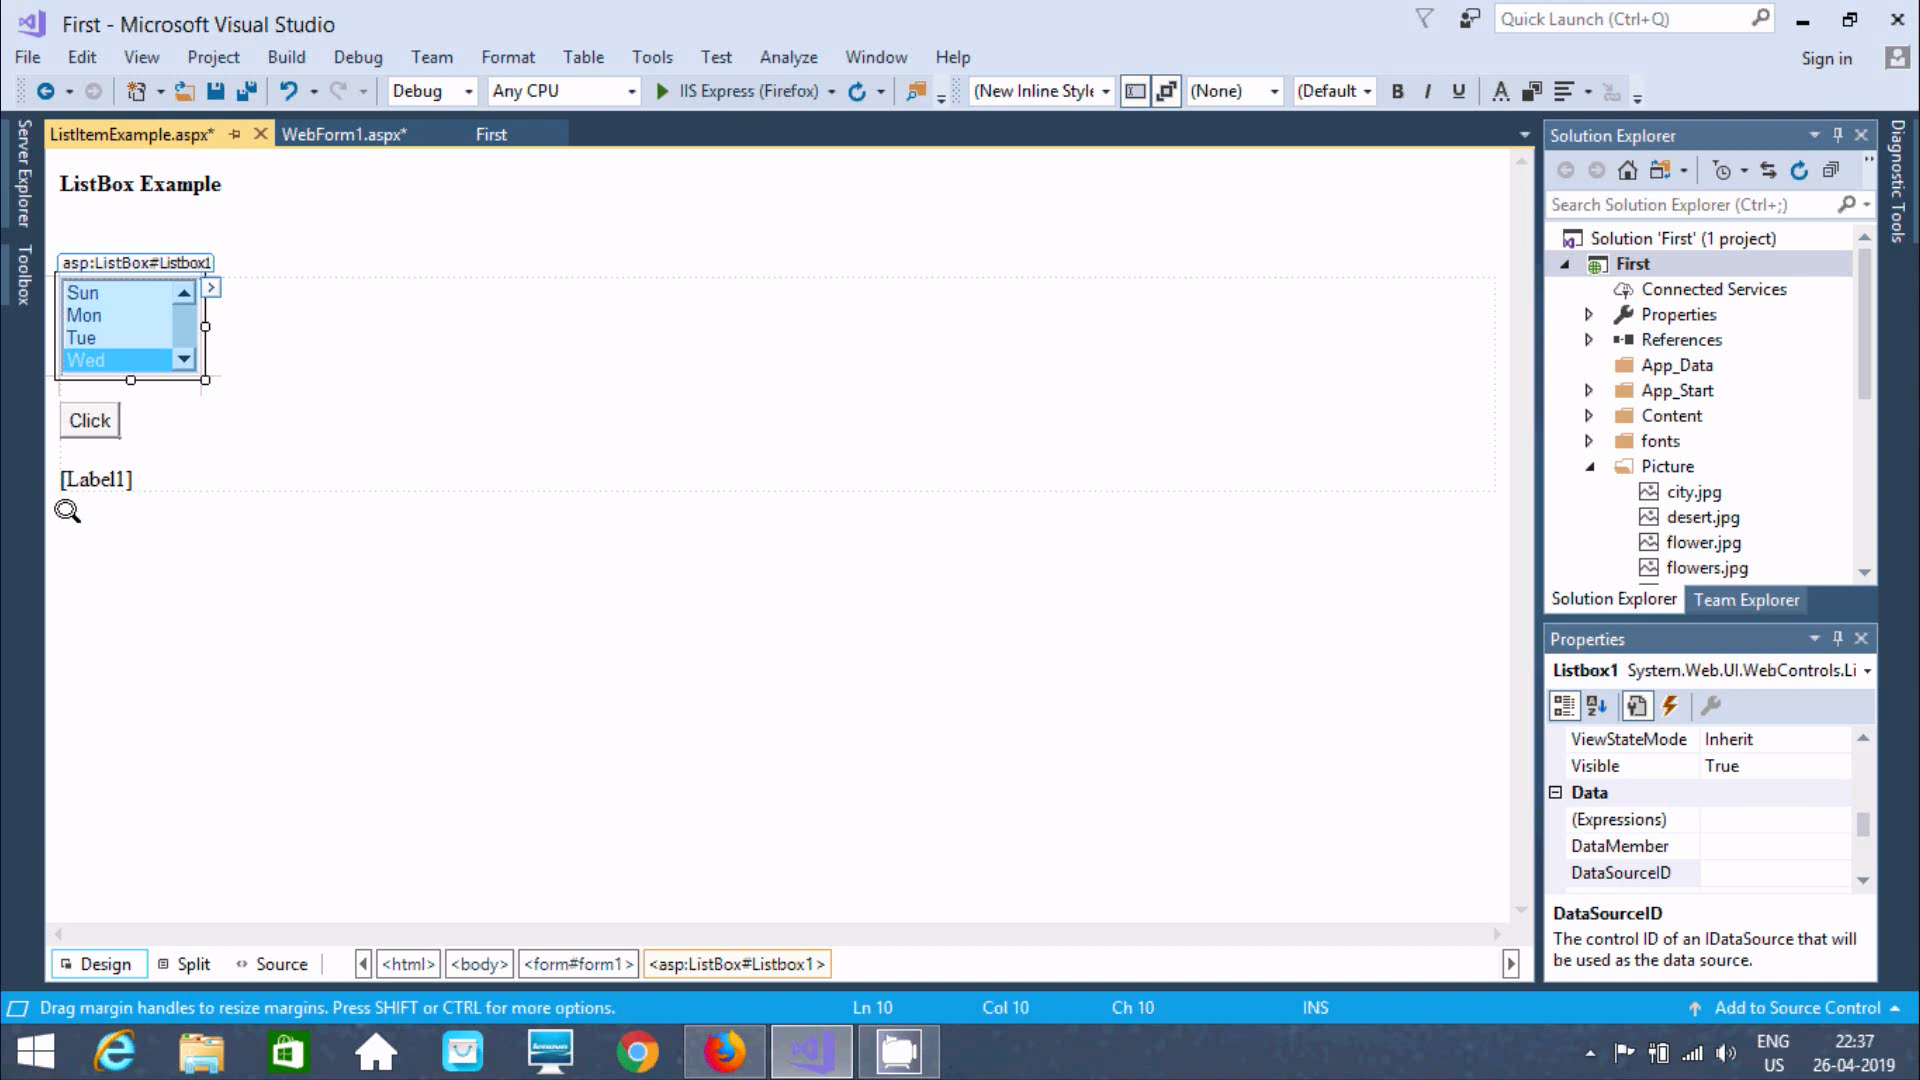 First - Microsoft Visual Studio
Quick Launch (Ctrl+Q)
File Edit View Project Build Debug Team Format Table Tools Test Analyze Window Help
Sign in
Debug Any CPU IIS Express (Firefox) (New Inline Style (None) (Default B I U A
ListItemExample.aspx* WebForm1.aspx* First
Server Explorer
Toolbox
ListBox Example
asp:ListBox#Listbox1
Sun
Mon
Tue
Wed
Click
[Label1]
Design Split Source <html> <body> <form#form1> <asp:ListBox#Listbox1>
Solution Explorer
Search Solution Explorer (Ctrl+;)
Solution 'First' (1 project)
First
Connected Services
Properties
References
App_Data
App_Start
Content
fonts
Picture
city.jpg
desert.jpg
flower.jpg
flowers.jpg
Solution Explorer Team Explorer
Diagnostic Tools
Properties
Listbox1 System.Web.UI.WebControls.Li
ViewStateMode Inherit
Visible True
Data
(Expressions)
DataMember
DataSourceID
DataSourceID
The control ID of an IDataSource that will
be used as the data source.
Drag margin handles to resize margins. Press SHIFT or CTRL for more options. Ln 10 Col 10 Ch 10 INS Add to Source Control
ENG
US
22:37
26-04-2019